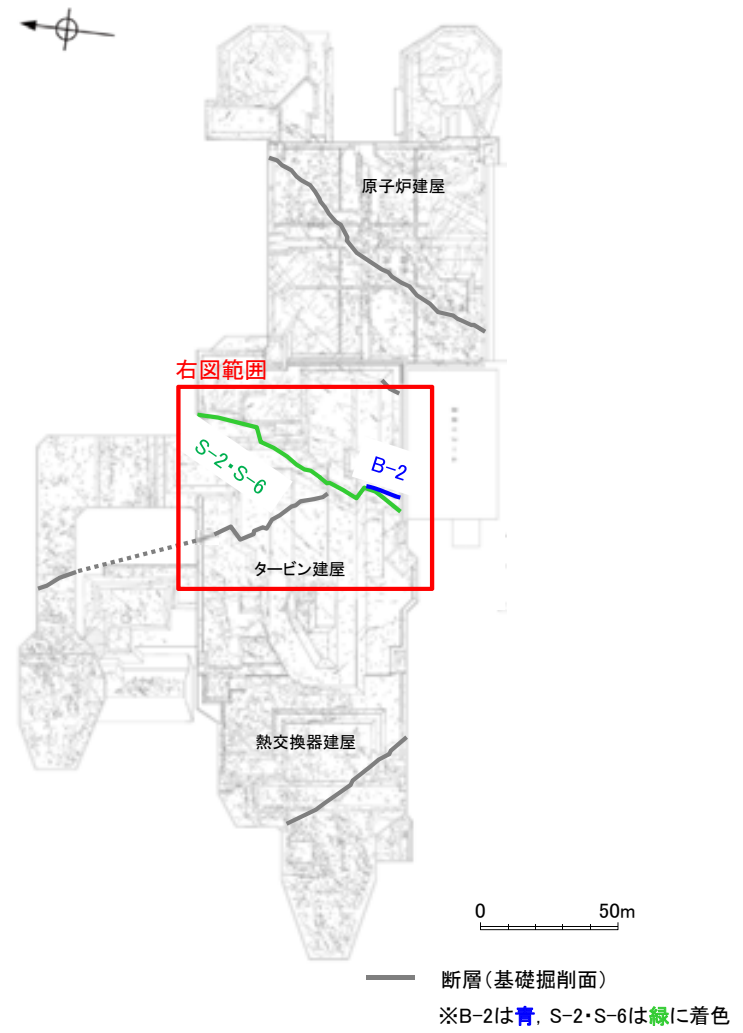 原子炉建屋
右図範囲
S-2・S-6
B-2
タービン建屋
熱交換器建屋
0 50m
断層(基礎掘削面)
※B-2は青，S-2・S-6は緑に着色